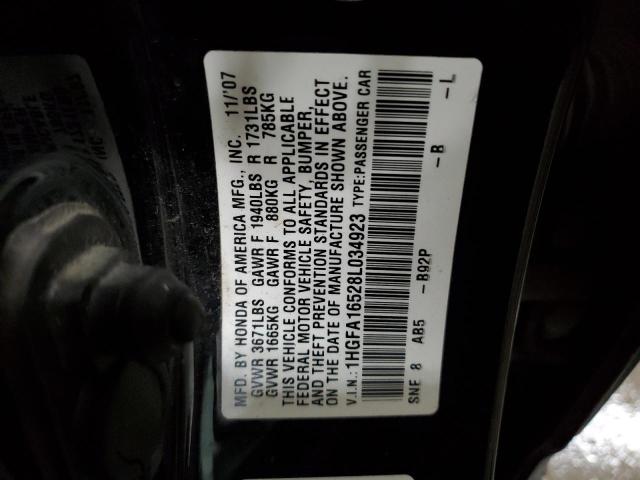 MFD. BY HONDA OF AMERICA MFG., INC. 11/'07
GVWR 3671LBS GAWR F 1940LBS R 1731LBS
GVWR 1665KG GAWR F 880KG R 785KG
THIS VEHICLE CONFORMS TO ALL APPLICABLE
FEDERAL MOTOR VEHICLE SAFETY, BUMPER,
AND THEFT PREVENTION STANDARDS IN EFFECT
ON THE DATE OF MANUFACTURE SHOWN ABOVE.
V.I.N.: 1HGFA16528L034923 TYPE:PASSENGER CAR
SNE 8 AB5 -B92P -B -L